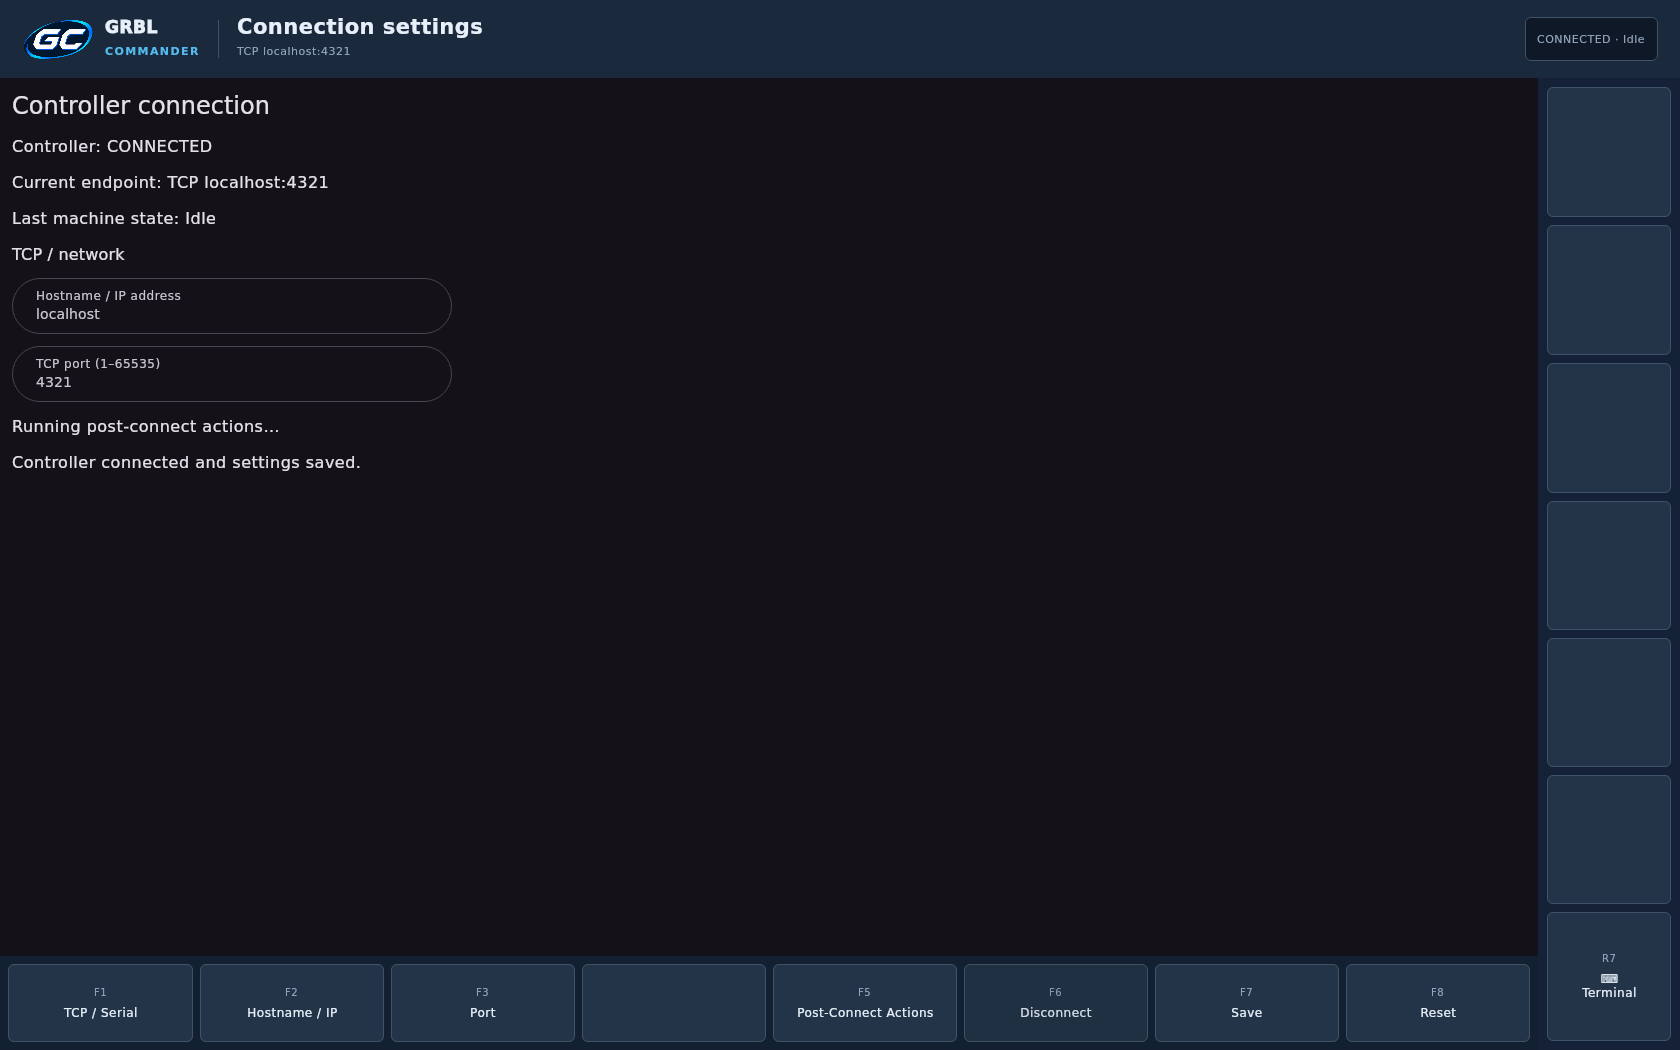 GC
GRBL
COMMANDER
Connection settings
TCP localhost:4321
CONNECTED · Idle
Controller connection
Controller: CONNECTED
Current endpoint: TCP localhost:4321
Last machine state: Idle
TCP / network
Hostname / IP address
localhost
TCP port (1–65535)
4321
Running post-connect actions...
Controller connected and settings saved.
R7
Terminal
F1
TCP / Serial
F2
Hostname / IP
F3
Port
F5
Post-Connect Actions
F6
Disconnect
F7
Save
F8
Reset